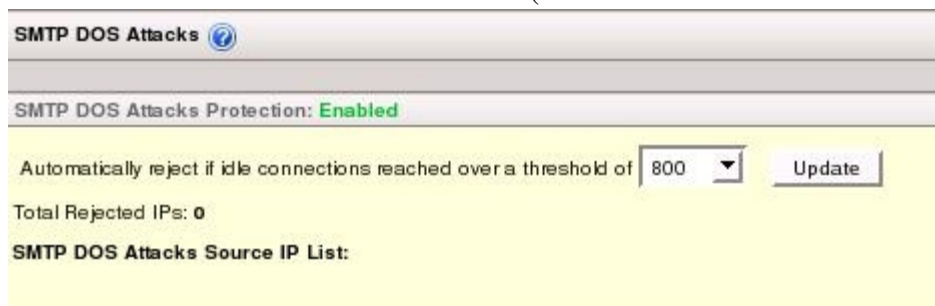 SMTP DOS Attacks ?
SMTP DOS Attacks Protection: Enabled
Automatically reject if idle connections reached over a threshold of 800 Update
Total Rejected IPs: 0
SMTP DOS Attacks Source IP List: